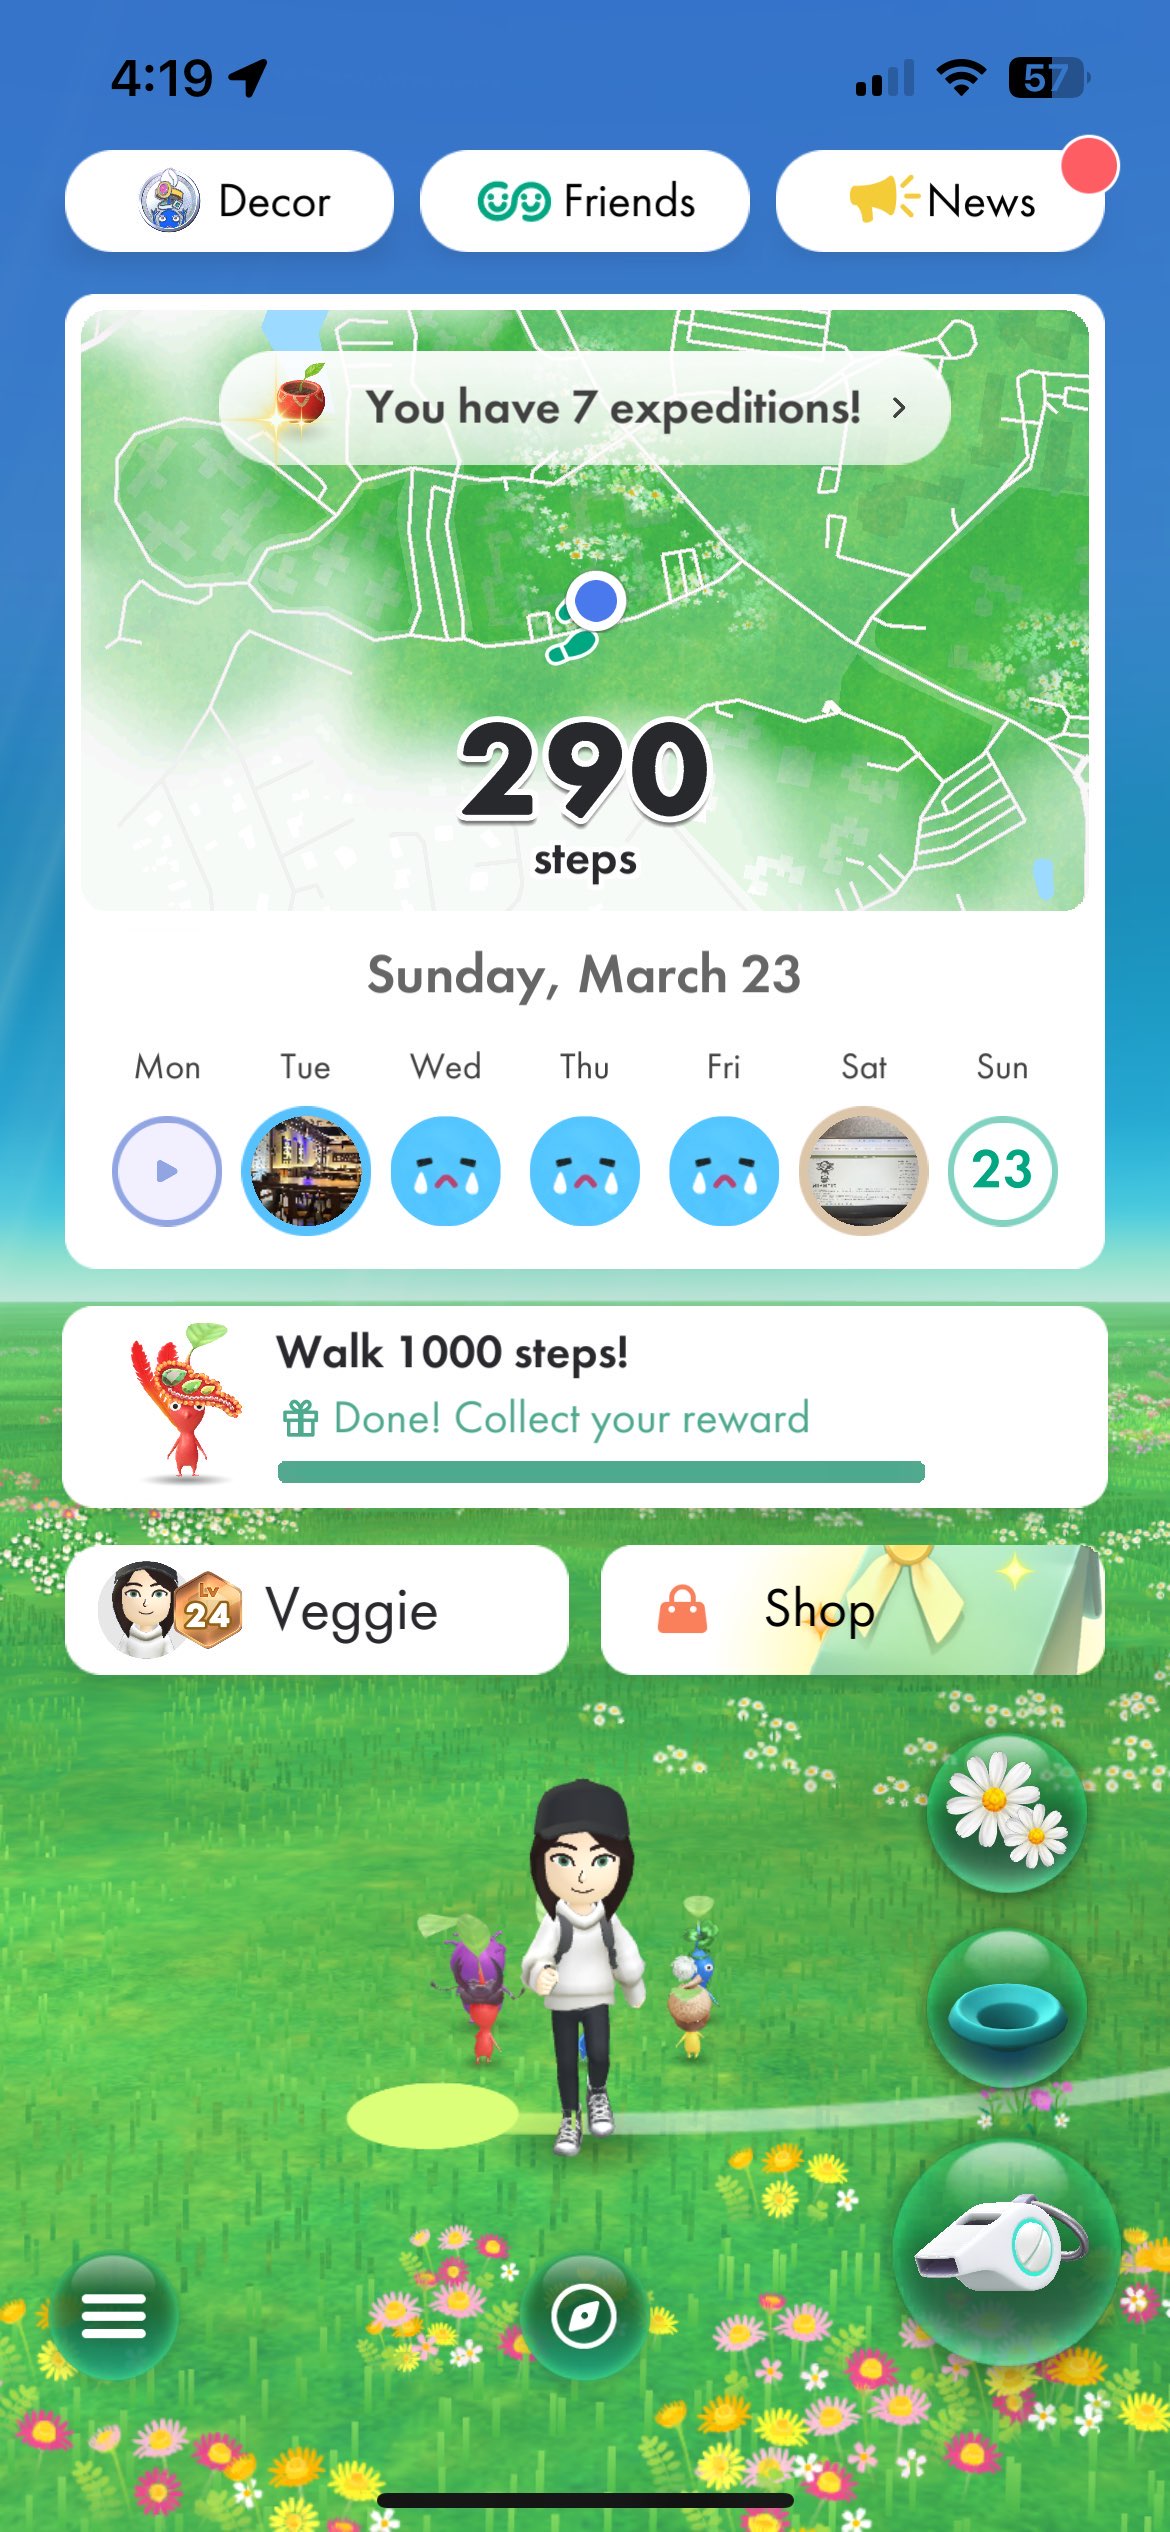 4:19
57
Decor
Friends
News
You have 7 expeditions!
290
steps
Sunday, March 23
Mon Tue Wed Thu Fri Sat Sun
23
Walk 1000 steps!
Done! Collect your reward
Lv
24
Veggie
Shop